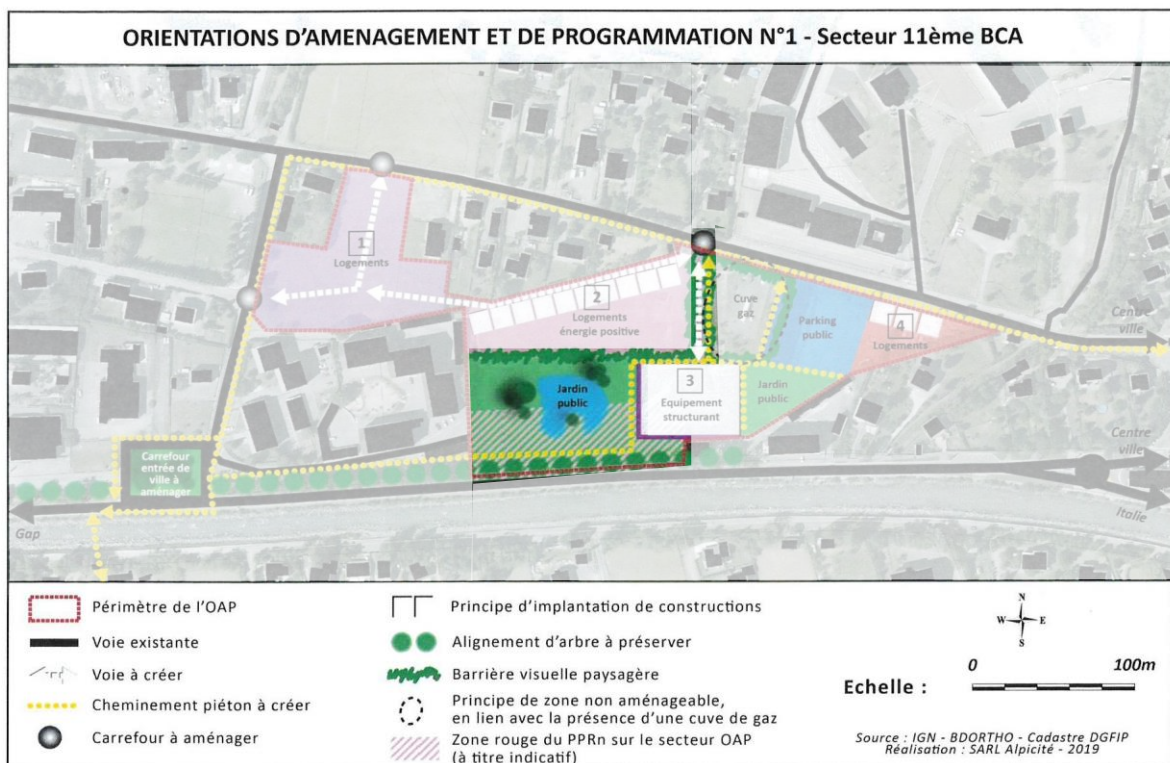 ORIENTATIONS D'AMENAGEMENT ET DE PROGRAMMATION N°1 - Secteur 11ème BCA
1
Logements
2
Logements
énergie positive
Cuve
gaz
Parking
public
4
Logements
Centre
ville
Jardin
public
3
Equipement
structurant
Jardin
public
Centre
ville
Carrefour
entrée de
ville à
aménager
Italie
Gap
Périmètre de l'OAP
Voie existante
Voie à créer
Cheminement piéton à créer
Carrefour à aménager
Principe d'implantation de constructions
Alignement d'arbre à préserver
Barrière visuelle paysagère
Principe de zone non aménageable,
en lien avec la présence d'une cuve de gaz
Zone rouge du PPRn sur le secteur OAP
(à titre indicatif)
N
W E
S
0 100m
Echelle :
Source : IGN - BDORTHO - Cadastre DGFIP
Réalisation : SARL Alpicité - 2019